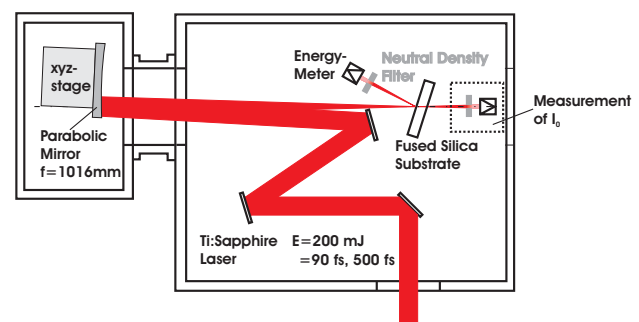 xyz-
stage
Parabolic
Mirror
f=1016mm
Energy-
Meter
Neutral Density
Filter
Fused Silica
Substrate
Measurement
of I₀
Ti:Sapphire E=200 mJ
Laser =90 fs, 500 fs